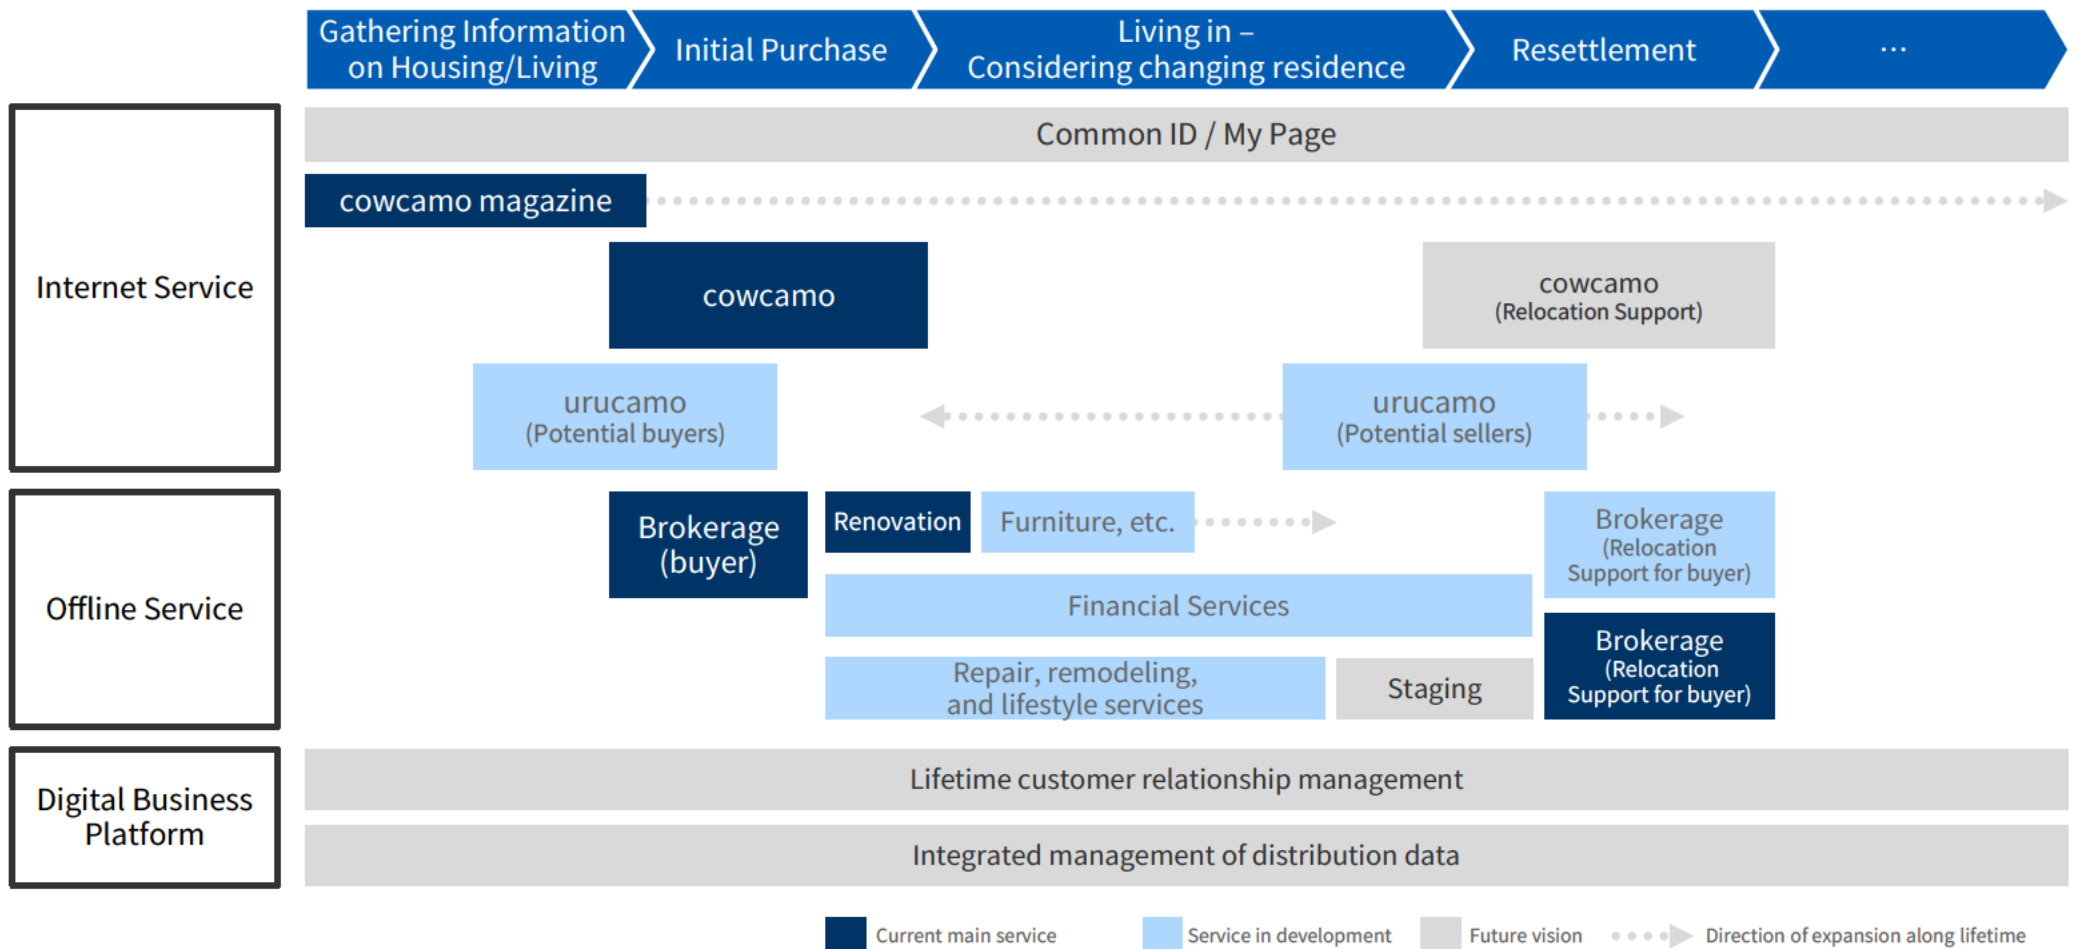 Gathering Information
on Housing/Living
Initial Purchase
Living in –
Considering changing residence
Resettlement
...
Internet Service
Common ID / My Page
cowcamo magazine
cowcamo
cowcamo
(Relocation Support)
urucamo
(Potential buyers)
urucamo
(Potential sellers)
Offline Service
Brokerage
(buyer)
Renovation
Furniture, etc.
Brokerage
(Relocation
Support for buyer)
Financial Services
Brokerage
(Relocation
Support for buyer)
Repair, remodeling,
and lifestyle services
Staging
Digital Business
Platform
Lifetime customer relationship management
Integrated management of distribution data
Current main service
Service in development
Future vision
Direction of expansion along lifetime